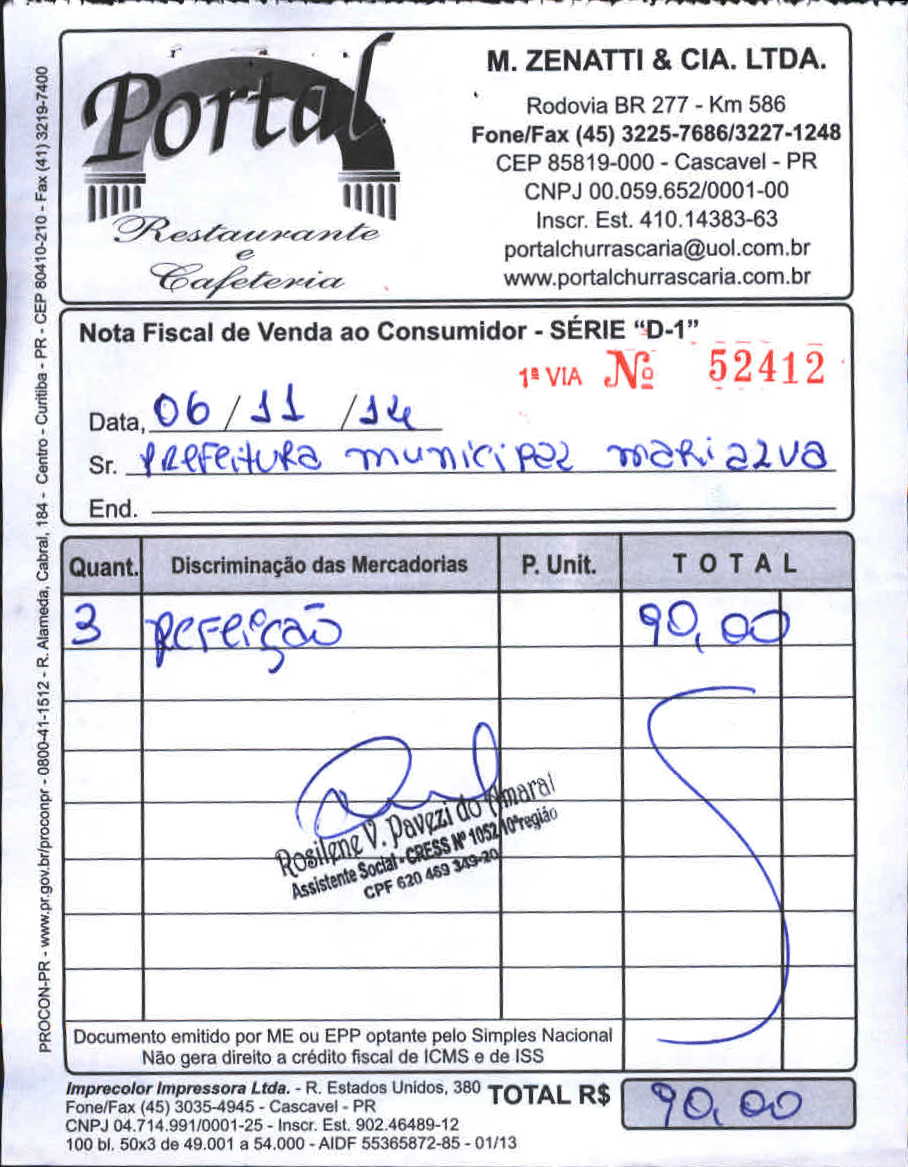 Portal
Restaurante
e
Cafeteria
M. ZENATTI & CIA. LTDA.
Rodovia BR 277 - Km 586
Fone/Fax (45) 3225-7686/3227-1248
CEP 85819-000 - Cascavel - PR
CNPJ 00.059.652/0001-00
Inscr. Est. 410.14383-63
portalchurrascaria@uol.com.br
www.portalchurrascaria.com.br
Nota Fiscal de Venda ao Consumidor - SÉRIE “D-1”
1ª VIA Nº 52412
Data, 06 / 11 / 14
Sr. PREFEITURA MUNICIPAL MARIALVA
End.
Quant. Discriminação das Mercadorias P. Unit. TOTAL
3 REFEIÇÃO 90,00
Rosilene V. Pavezi do Amaral
Assistente Social - CRESS Nº 1052/10ªregião
CPF 620 469 349-20
Documento emitido por ME ou EPP optante pelo Simples Nacional
Não gera direito a crédito fiscal de ICMS e de ISS
TOTAL R$ 90,00
Imprecolor Impressora Ltda. - R. Estados Unidos, 380
Fone/Fax (45) 3035-4945 - Cascavel - PR
CNPJ 04.714.991/0001-25 - Inscr. Est. 902.46489-12
100 bl. 50x3 de 49.001 a 54.000 - AIDF 55365872-85 - 01/13
PROCON-PR - www.pr.gov.br/proconpr - 0800-41-1512 - R. Alameda, Cabral, 184 - Centro - Curitiba - PR - CEP 80410-210 - Fax (41) 3219-7400